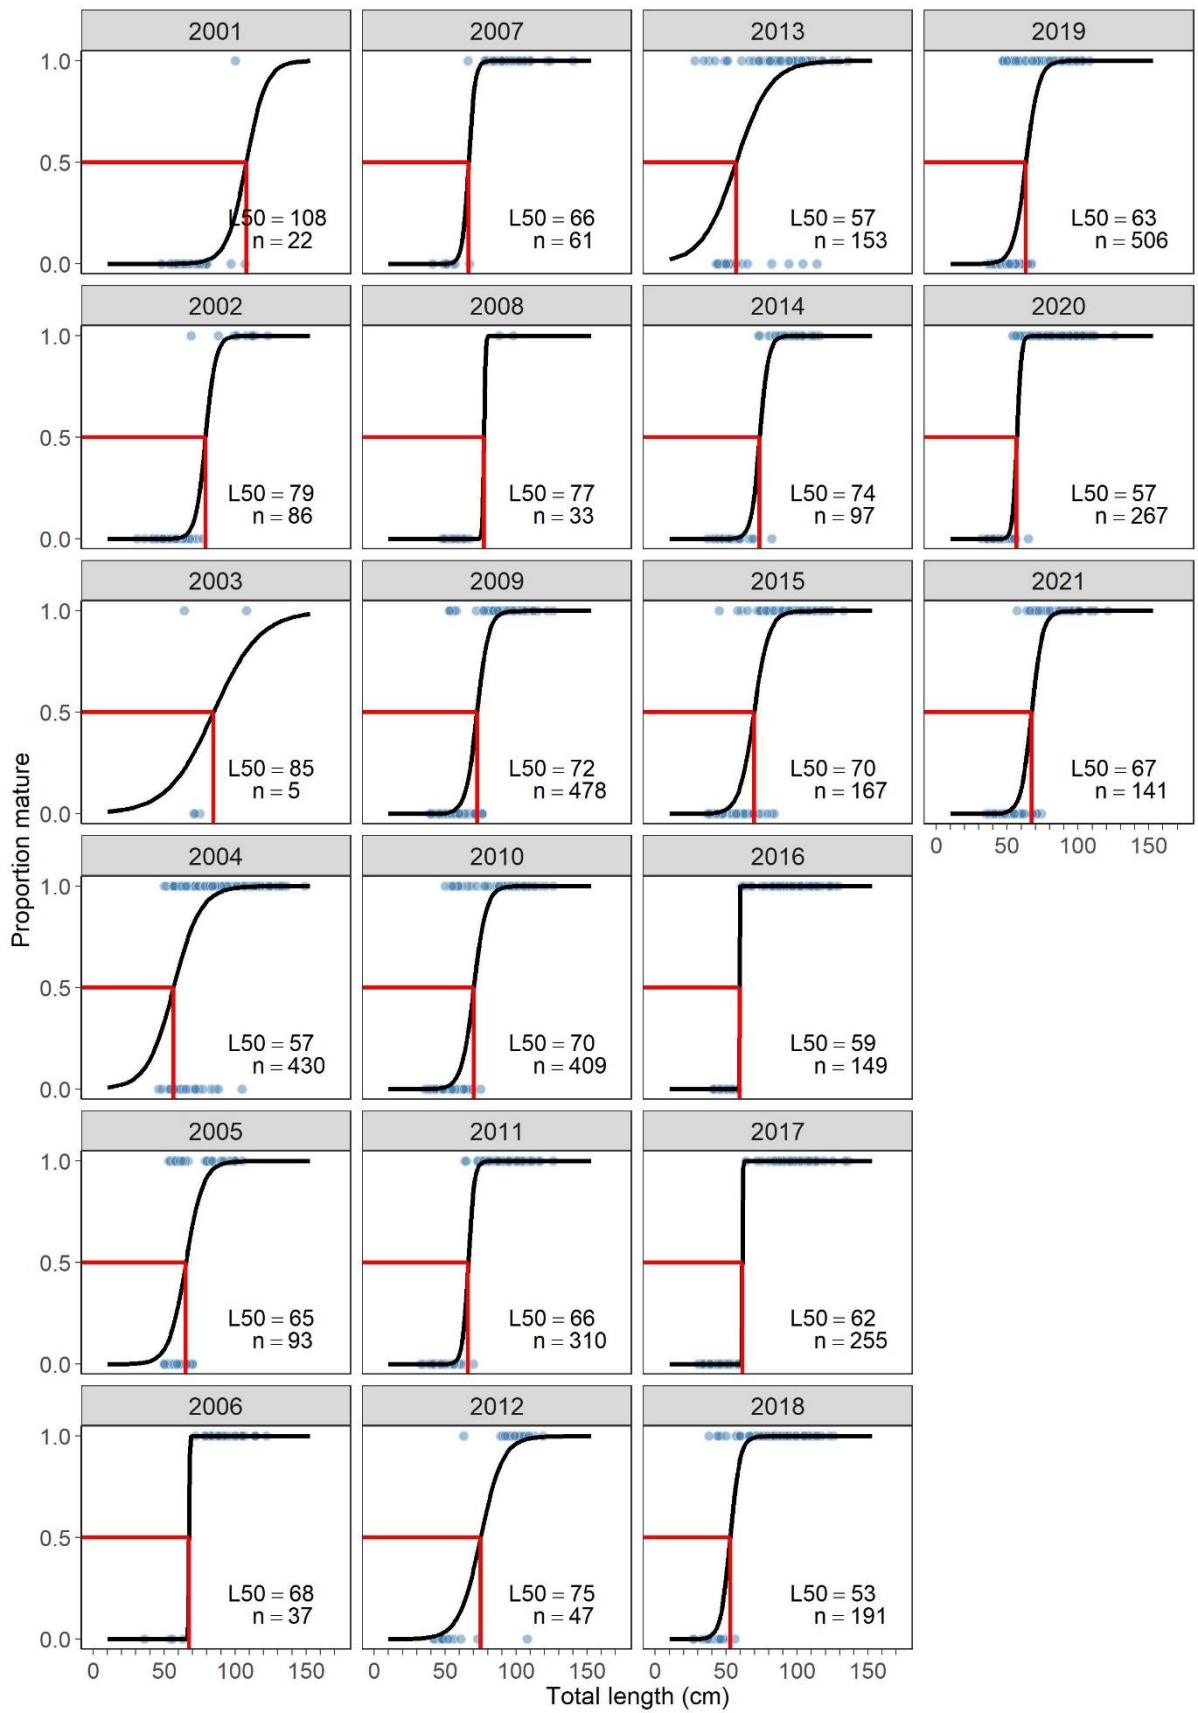 2001
2007
2013
2019
1.0
0.5
0.0
L50 = 108
n = 22
L50 = 66
n = 61
L50 = 57
n = 153
L50 = 63
n = 506
2002
2008
2014
2020
1.0
0.5
0.0
L50 = 79
n = 86
L50 = 77
n = 33
L50 = 74
n = 97
L50 = 57
n = 267
2003
2009
2015
2021
1.0
0.5
0.0
L50 = 85
n = 5
L50 = 72
n = 478
L50 = 70
n = 167
L50 = 67
n = 141
0 50 100 150
Proportion mature
2004
2010
2016
1.0
0.5
0.0
L50 = 57
n = 430
L50 = 70
n = 409
L50 = 59
n = 149
2005
2011
2017
1.0
0.5
0.0
L50 = 65
n = 93
L50 = 66
n = 310
L50 = 62
n = 255
2006
2012
2018
1.0
0.5
0.0
L50 = 68
n = 37
L50 = 75
n = 47
L50 = 53
n = 191
0 50 100 150
0 50 100 150
0 50 100 150
Total length (cm)